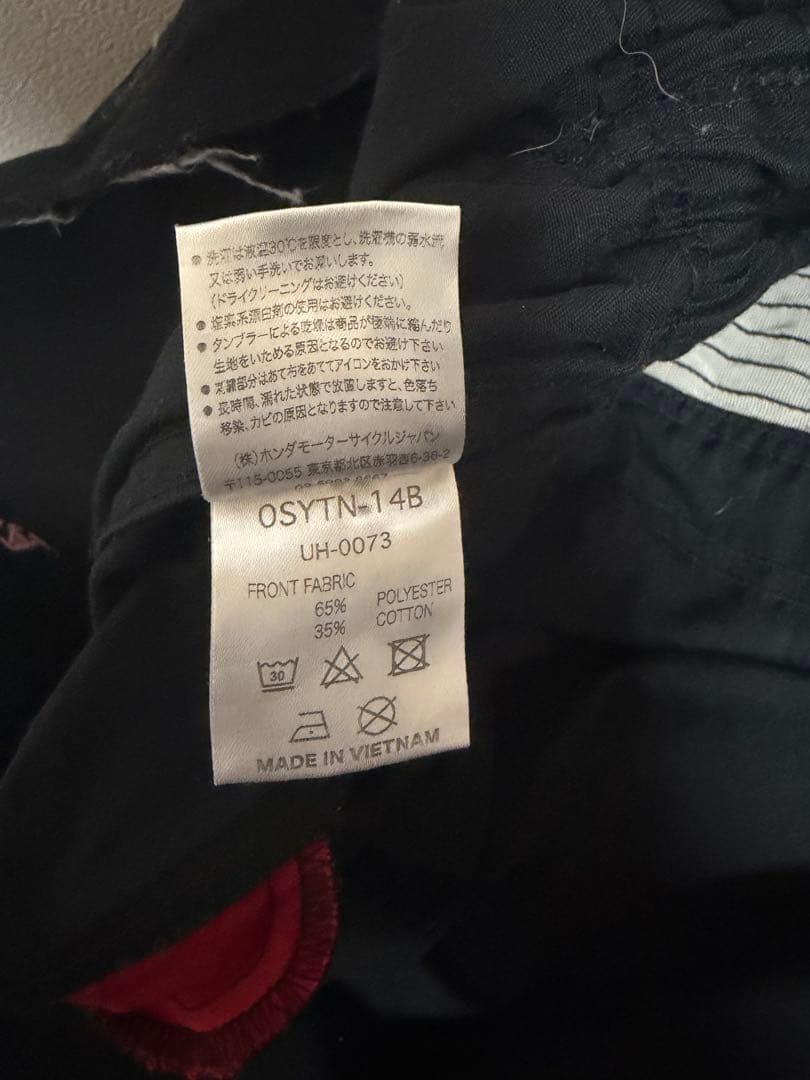 ●洗濯は液温30℃を限度とし、洗濯機の弱水流
又は弱い手洗いでお願いします。
(ドライクリーニングはお避けください)
●塩素系漂白剤の使用はお避けください。
●タンブラーによる乾燥は商品が極端に縮んだり
生地をいためる原因となるのでお避け下さい
●刺繍部分はあて布をあててアイロンをおかけ下さい
●長時間、濡れた状態で放置しますと、色落ち
移染、カビの原因となりますので注意して下さい
(株)ホンダモーターサイクルジャパン
〒115-0055 東京都北区赤羽西6-36-2
0SYTN-14B
UH-0073
FRONT FABRIC
65% POLYESTER
35% COTTON
30
MADE IN VIETNAM